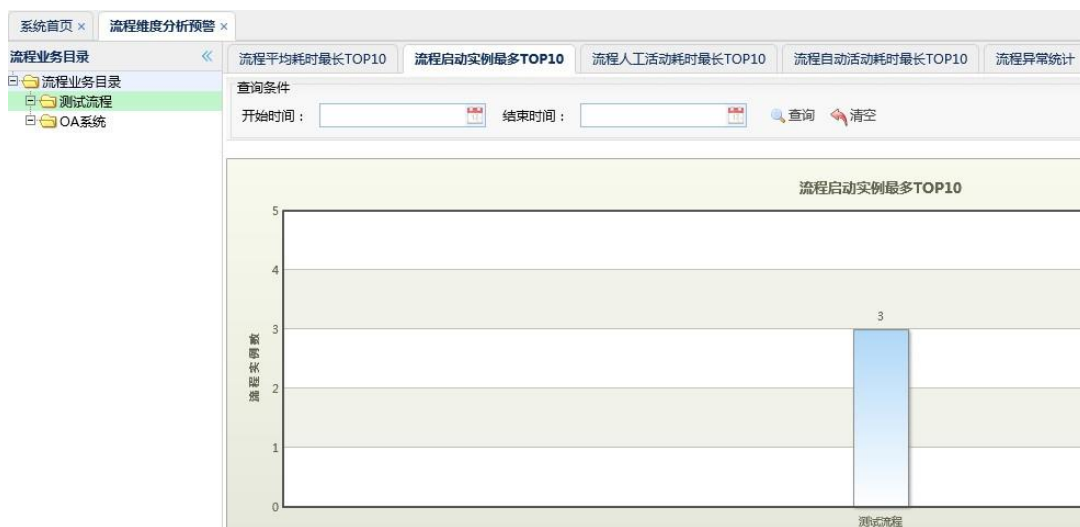 系统首页 × 流程维度分析预警 ×
流程业务目录 «
流程业务目录
测试流程
OA系统
流程平均耗时最长TOP10 流程启动实例最多TOP10 流程人工活动耗时最长TOP10 流程自动活动耗时最长TOP10 流程异常统计
查询条件
开始时间： 结束时间： 查询 清空
流程启动实例最多TOP10
流程实例数
5
4
3
2
1
0
3
测试流程